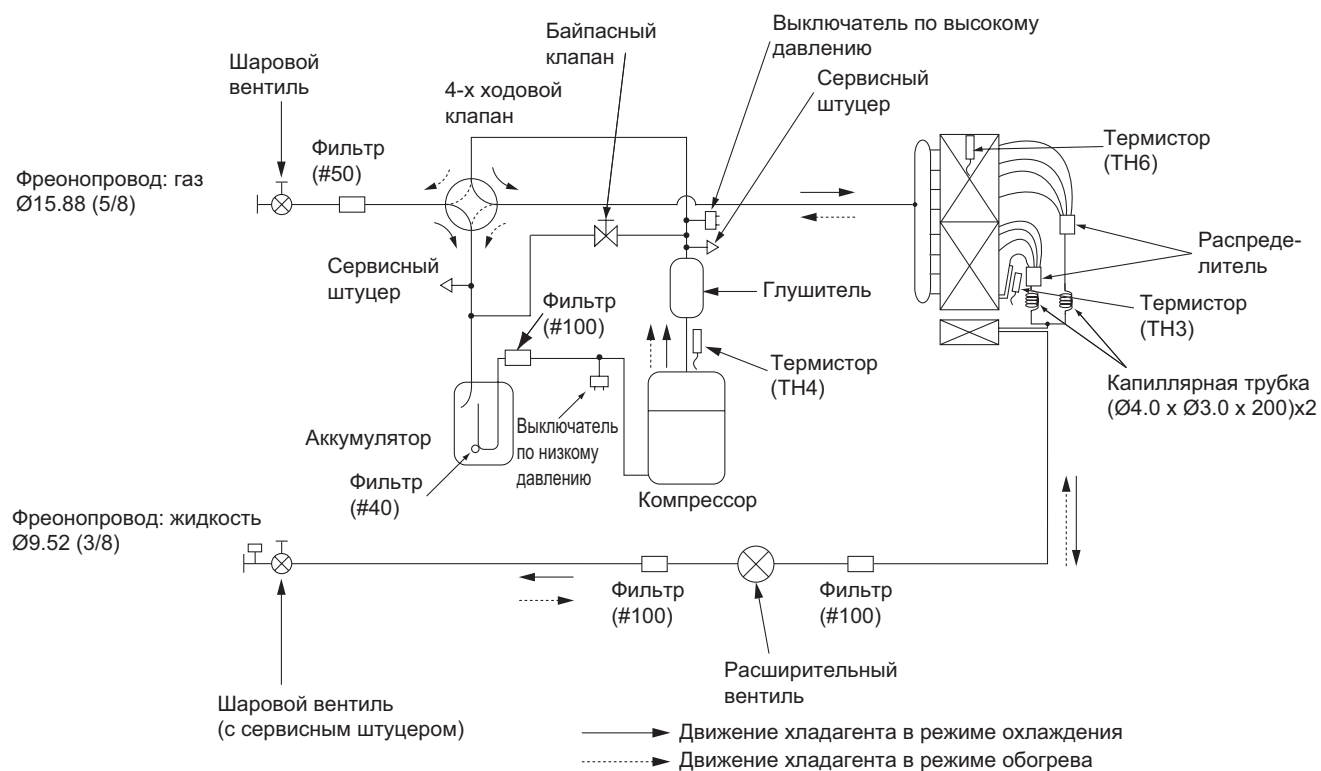 Выключатель по высокому
давлению
Байпасный
клапан
Шаровой
вентиль
Сервисный
штуцер
4-х ходовой
клапан
Термистор
(TH6)
Фильтр
(#50)
Фреонопровод: газ
Ø15.88 (5/8)
Распреде-
литель
Сервисный
штуцер
Глушитель
Фильтр
(#100)
Термистор
(TH3)
Термистор
(TH4)
Капиллярная трубка
(Ø4.0 x Ø3.0 x 200)x2
Аккумулятор
Выключатель
по низкому
давлению
Фильтр
(#40)
Компрессор
Фреонопровод: жидкость
Ø9.52 (3/8)
Фильтр
(#100)
Фильтр
(#100)
Расширительный
вентиль
Шаровой вентиль
(с сервисным штуцером)
Движение хладагента в режиме охлаждения
Движение хладагента в режиме обогрева